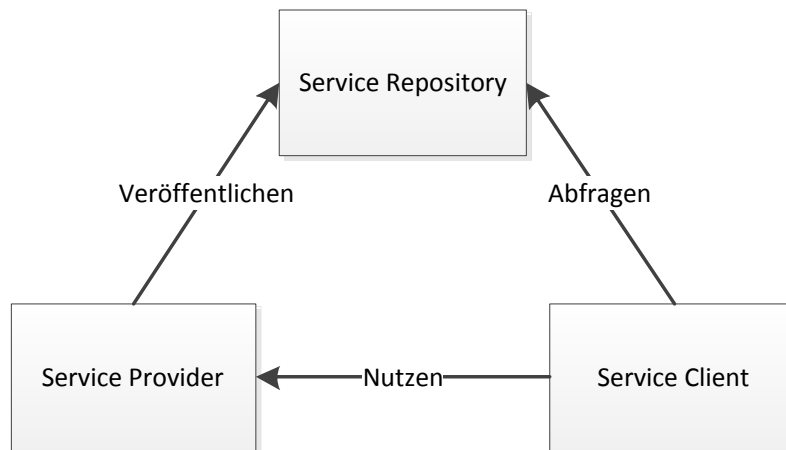 Service Repository
Veröffentlichen
Abfragen
Service Provider
Nutzen
Service Client